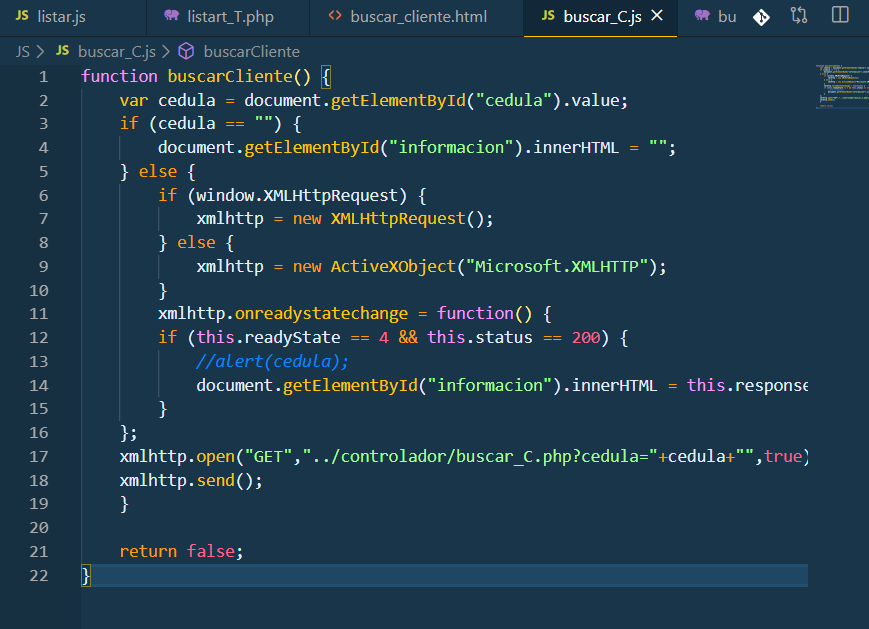 JS listar.js listart_T.php <> buscar_cliente.html JS buscar_C.js × bu
JS > JS buscar_C.js > buscarCliente
1 function buscarCliente() {
2 var cedula = document.getElementById("cedula").value;
3 if (cedula == "") {
4 document.getElementById("informacion").innerHTML = "";
5 } else {
6 if (window.XMLHttpRequest) {
7 xmlhttp = new XMLHttpRequest();
8 } else {
9 xmlhttp = new ActiveXObject("Microsoft.XMLHTTP");
10 }
11 xmlhttp.onreadystatechange = function() {
12 if (this.readyState == 4 && this.status == 200) {
13 //alert(cedula);
14 document.getElementById("informacion").innerHTML = this.response
15 }
16 };
17 xmlhttp.open("GET","../controlador/buscar_C.php?cedula="+cedula+"",true)
18 xmlhttp.send();
19 }
20
21 return false;
22 }